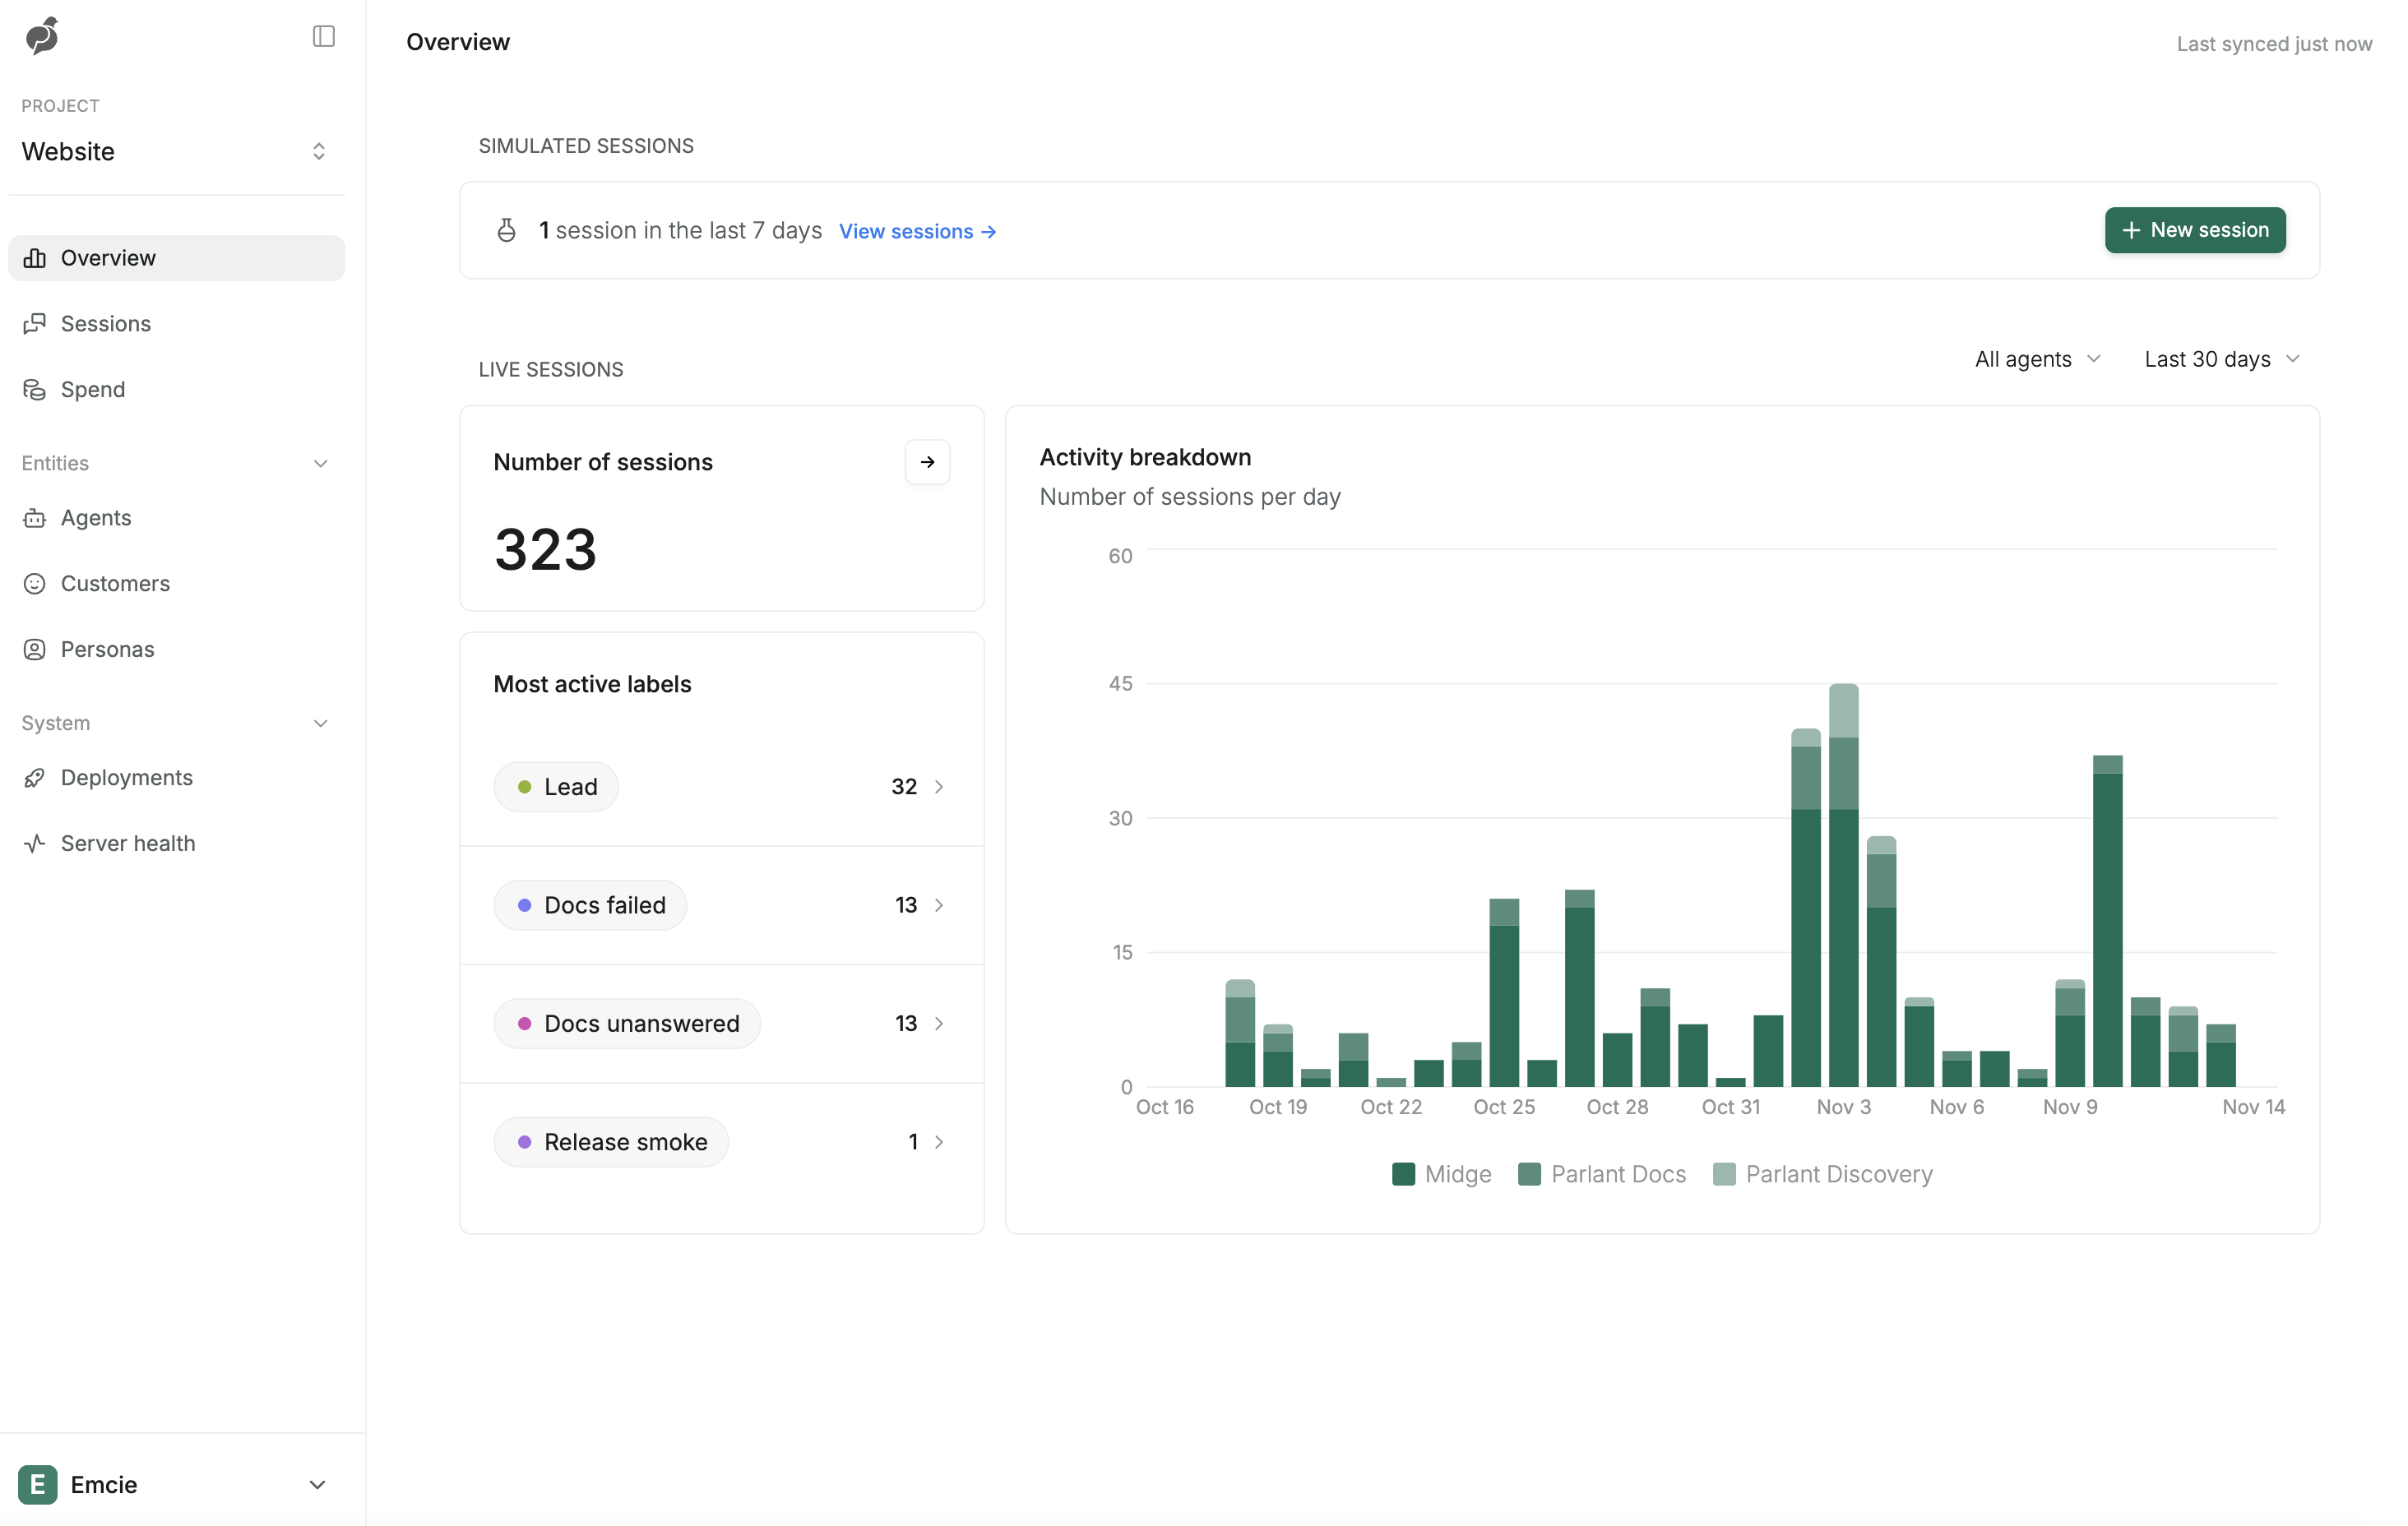 Overview
Last synced just now
PROJECT
Website
Overview
Sessions
Spend
Entities
Agents
Customers
Personas
System
Deployments
Server health
E Emcie
SIMULATED SESSIONS
1 session in the last 7 days View sessions →
+ New session
LIVE SESSIONS
All agents
Last 30 days
Number of sessions
→
323
Most active labels
Lead 32
Docs failed 13
Docs unanswered 13
Release smoke 1
Activity breakdown
Number of sessions per day
60
45
30
15
0
Oct 16 Oct 19 Oct 22 Oct 25 Oct 28 Oct 31 Nov 3 Nov 6 Nov 9 Nov 14
Midge Parlant Docs Parlant Discovery